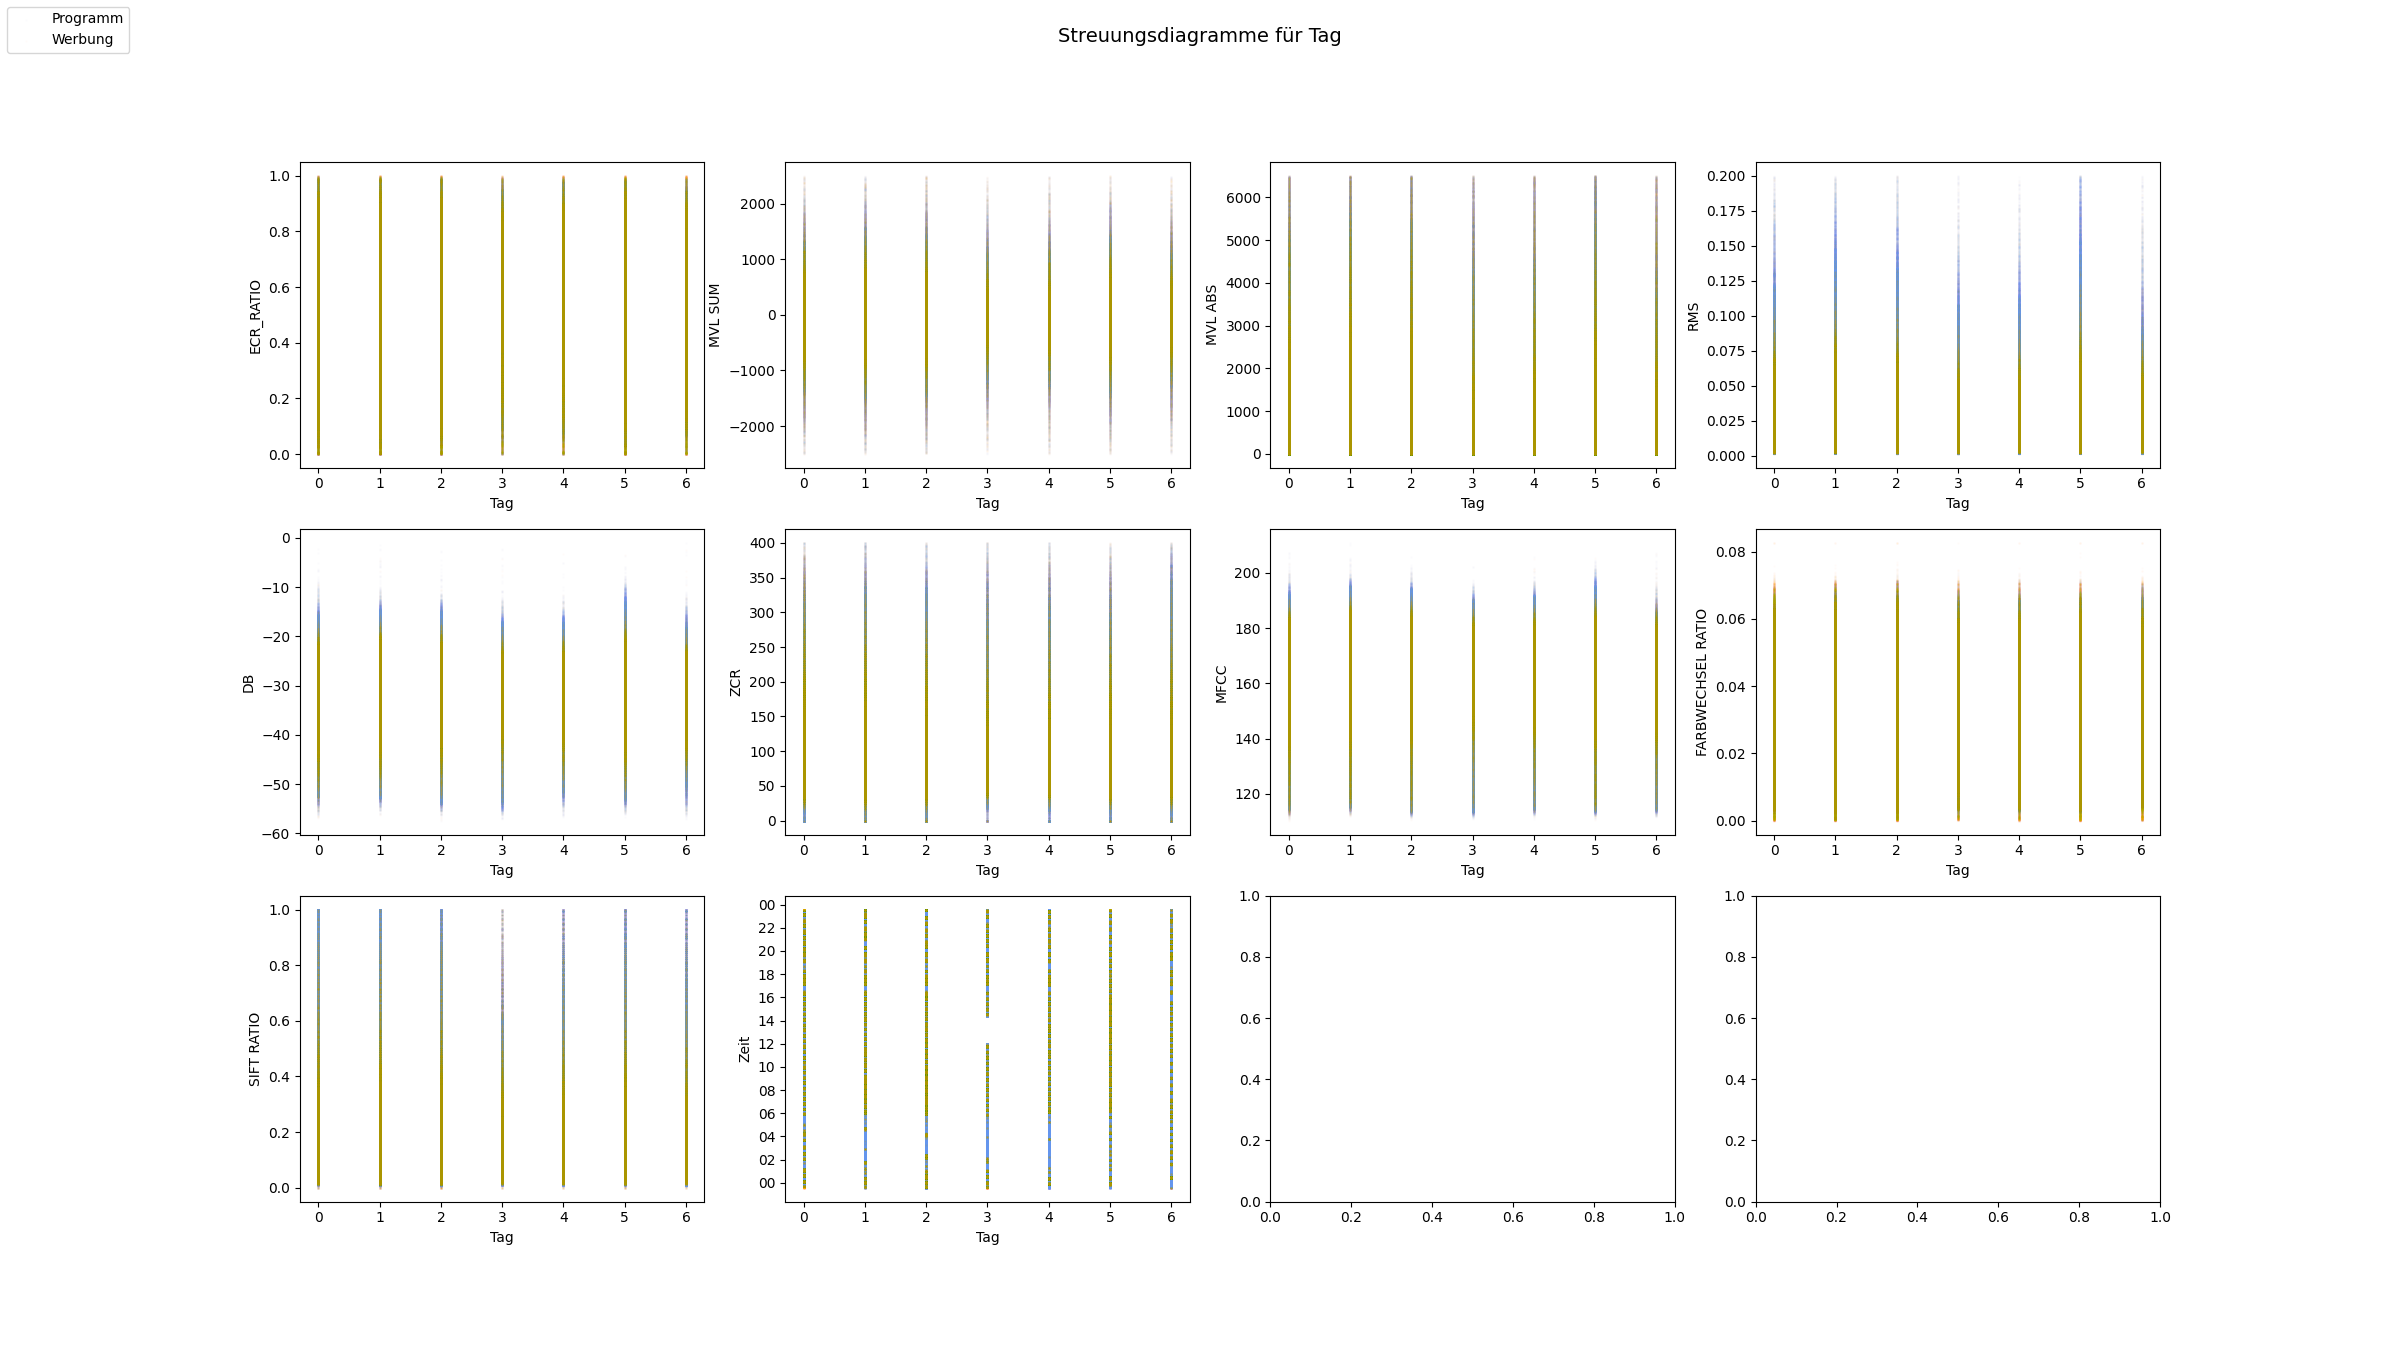 Programm
Werbung
Streuungsdiagramme für Tag
ECR_RATIO
1.0
0.8
0.6
0.4
0.2
0.0
0 1 2 3 4 5 6
Tag
MVL SUM
2000
1000
0
−1000
−2000
0 1 2 3 4 5 6
Tag
MVL ABS
6000
5000
4000
3000
2000
1000
0
0 1 2 3 4 5 6
Tag
RMS
0.200
0.175
0.150
0.125
0.100
0.075
0.050
0.025
0.000
0 1 2 3 4 5 6
Tag
DB
0
−10
−20
−30
−40
−50
−60
0 1 2 3 4 5 6
Tag
ZCR
400
350
300
250
200
150
100
50
0
0 1 2 3 4 5 6
Tag
MFCC
200
180
160
140
120
0 1 2 3 4 5 6
Tag
FARBWECHSEL RATIO
0.08
0.06
0.04
0.02
0.00
0 1 2 3 4 5 6
Tag
SIFT RATIO
1.0
0.8
0.6
0.4
0.2
0.0
0 1 2 3 4 5 6
Tag
Zeit
00
22
20
18
16
14
12
10
08
06
04
02
00
0 1 2 3 4 5 6
Tag
1.0
0.8
0.6
0.4
0.2
0.0
0.0 0.2 0.4 0.6 0.8 1.0
1.0
0.8
0.6
0.4
0.2
0.0
0.0 0.2 0.4 0.6 0.8 1.0